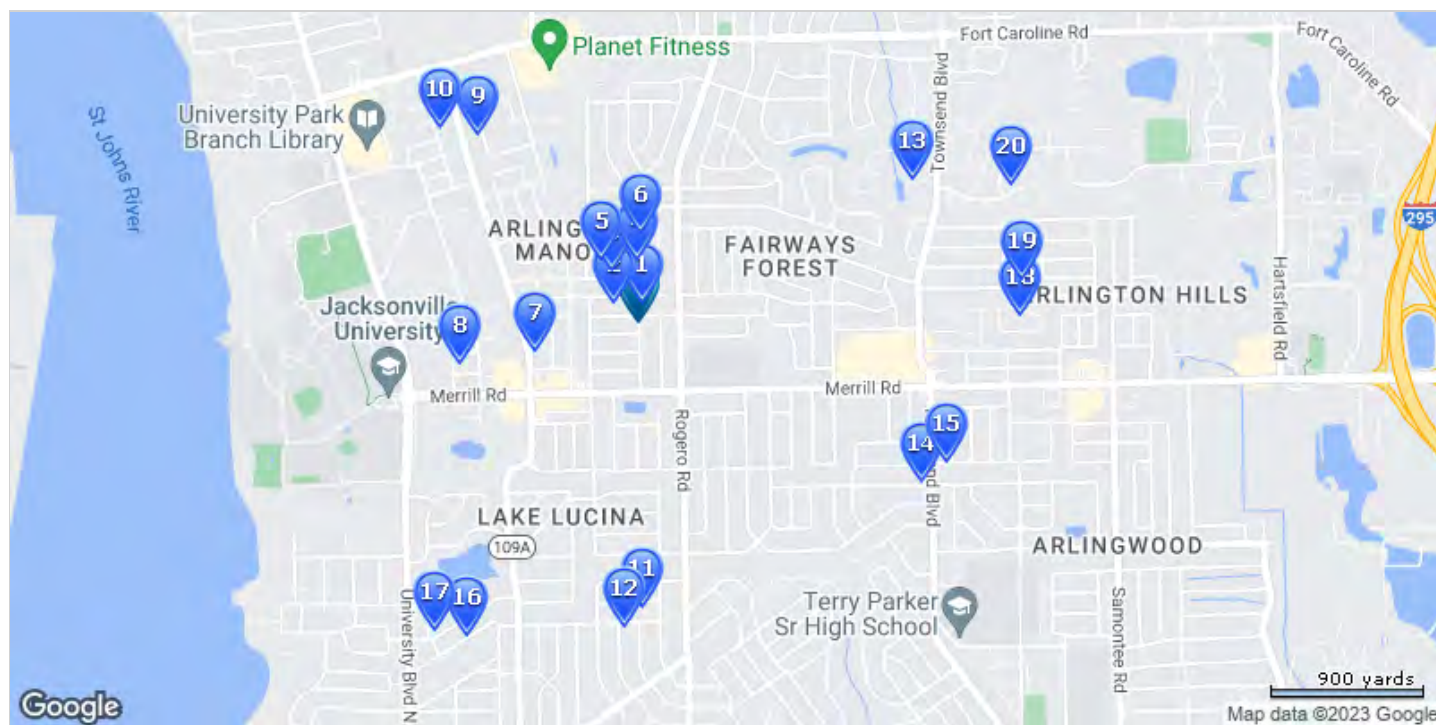 Fort Caroline Rd
Fort Caroline Rd
Planet Fitness
10
9
University Park
Branch Library
St Johns River
Townsend Blvd
13
20
6
5
ARLING
MANO
FAIRWAYS
FOREST
1
19
18
RLINGTON HILLS
295
Hartsfield Rd
Jacksonville
University
8
7
Merrill Rd
Merrill Rd
Rogero Rd
15
14
nd Blvd
LAKE LUCINA
109A
ARLINGWOOD
11
12
17
16
University Blvd N
Terry Parker
Sr High School
Samontee Rd
900 yards
Google
Map data ©2023 Google